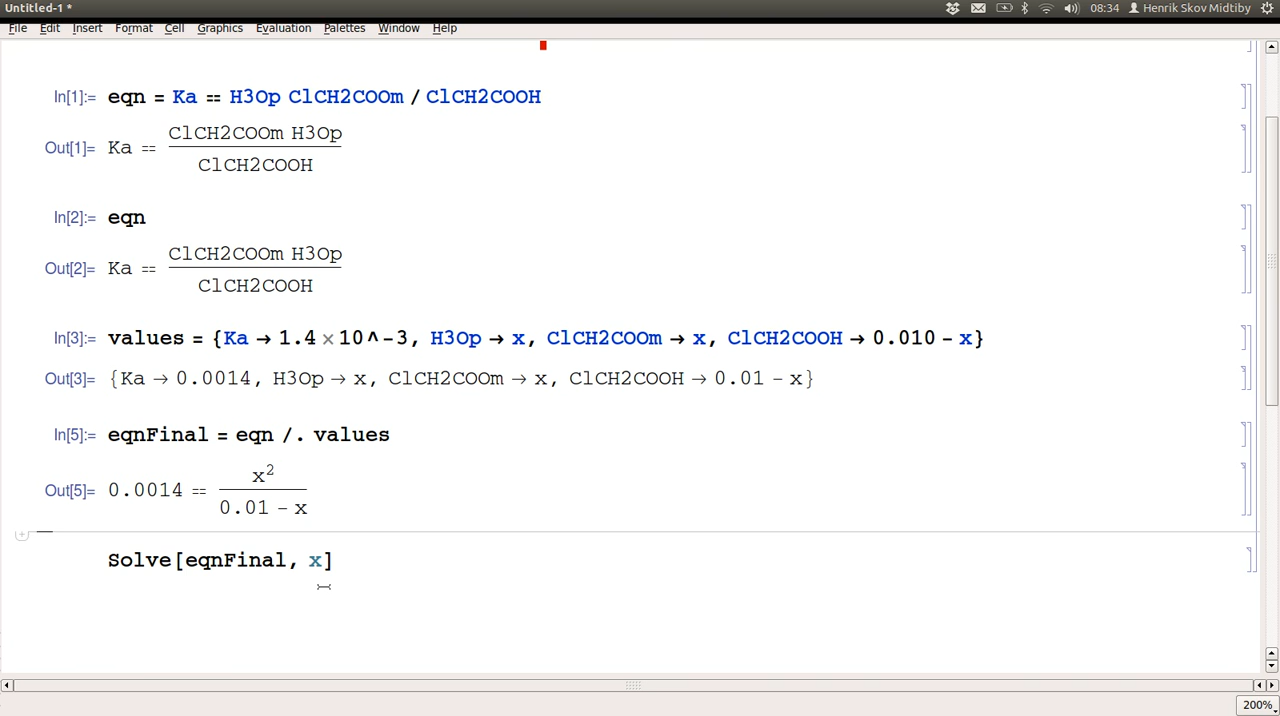 Untitled-1 *
08:34 Henrik Skov Midtiby
File Edit Insert Format Cell Graphics Evaluation Palettes Window Help
In[1]:= eqn = Ka == H3Op ClCH2COOm / ClCH2COOH
Out[1]= Ka == ClCH2COOm H3Op
ClCH2COOH
In[2]:= eqn
Out[2]= Ka == ClCH2COOm H3Op
ClCH2COOH
In[3]:= values = {Ka → 1.4 × 10^-3, H3Op → x, ClCH2COOm → x, ClCH2COOH → 0.010 - x}
Out[3]= {Ka → 0.0014, H3Op → x, ClCH2COOm → x, ClCH2COOH → 0.01 - x}
In[5]:= eqnFinal = eqn /. values
Out[5]= 0.0014 == x²
0.01 - x
Solve[eqnFinal, x]
200%